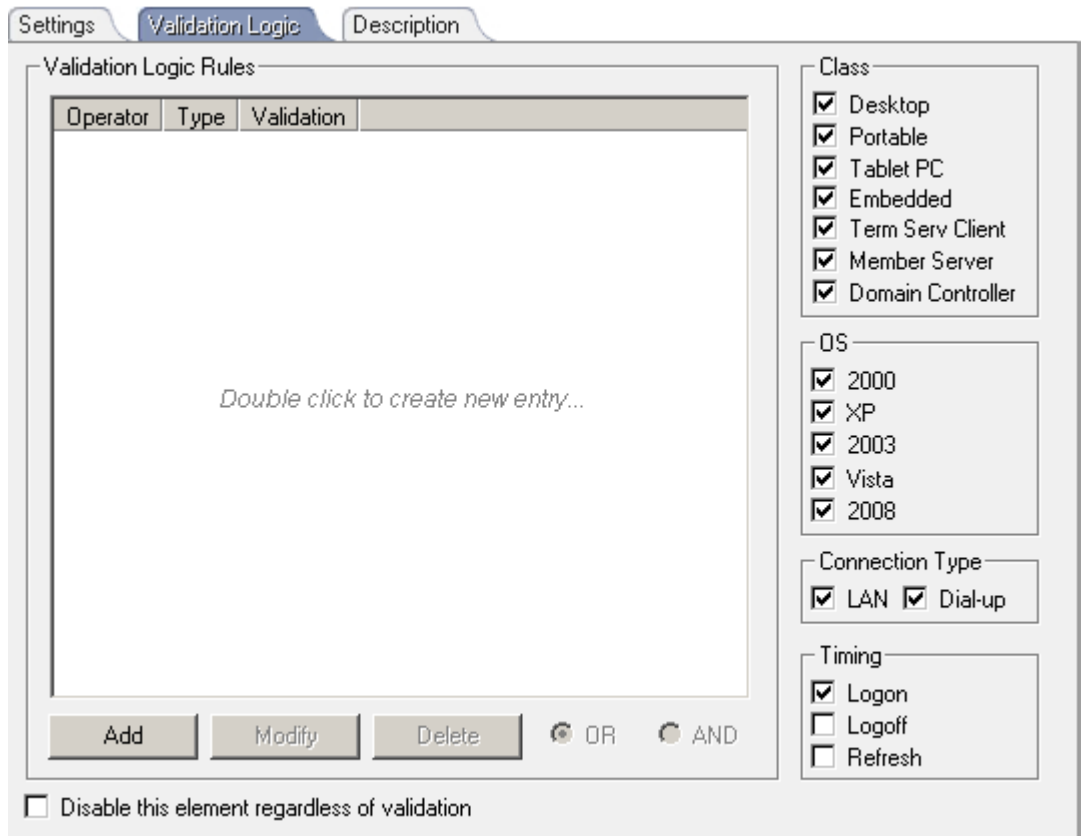 Settings Validation Logic Description
Validation Logic Rules
Operator Type Validation
Double click to create new entry...
Add Modify Delete OR AND
Disable this element regardless of validation
Class
Desktop
Portable
Tablet PC
Embedded
Term Serv Client
Member Server
Domain Controller
OS
2000
XP
2003
Vista
2008
Connection Type
LAN Dial-up
Timing
Logon
Logoff
Refresh